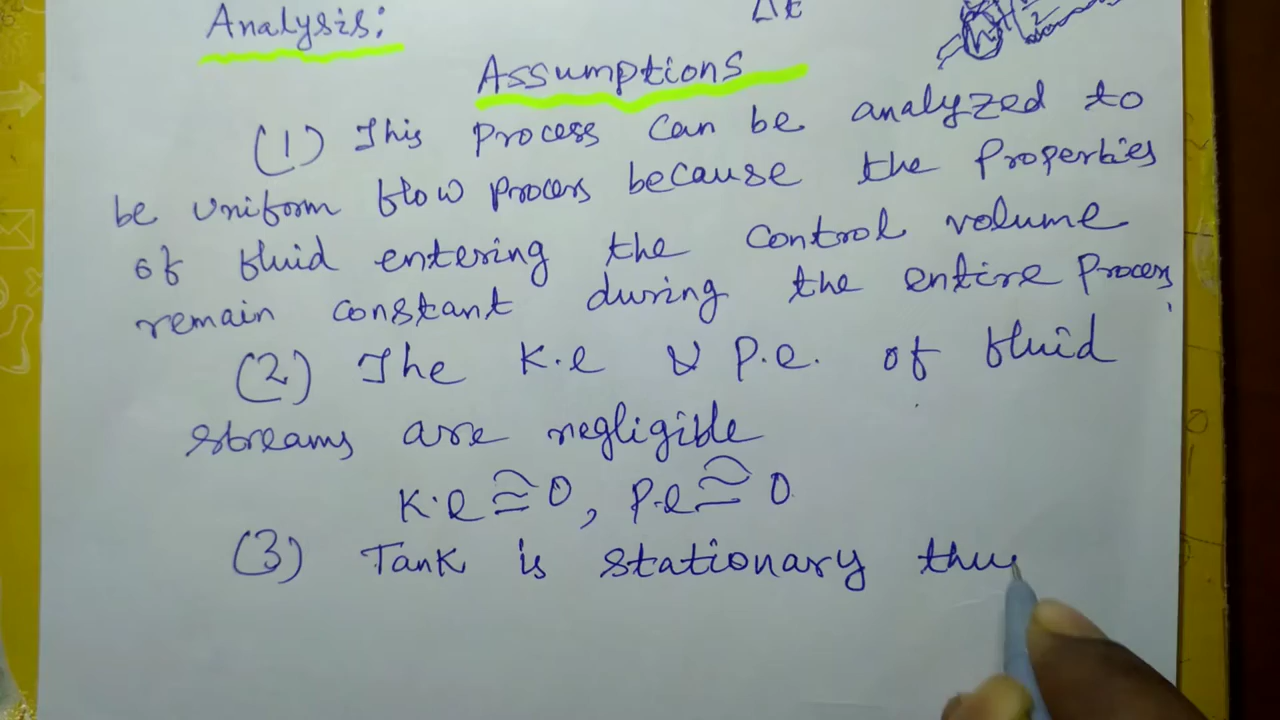 Analysis:
Δt
Assumptions
(1) This process can be analyzed to
be uniform flow process because the properties
of fluid entering the control volume
remain constant during the entire process.
(2) The K.e & P.e. of fluid
streams are negligible
K.e ≅ 0, P.e ≅ 0
(3) Tank is stationary thus